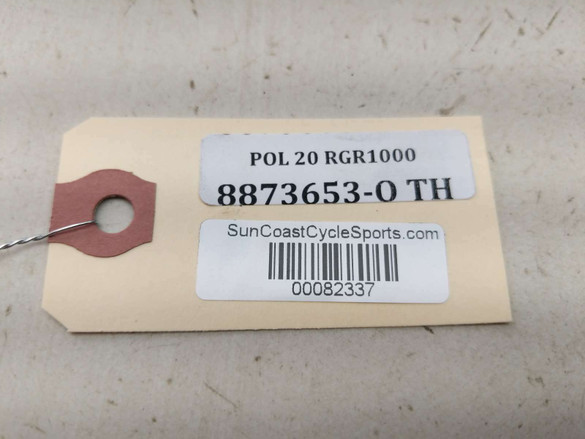 POL 20 RGR1000
8873653-O TH
SunCoastCycleSports.com
00082337